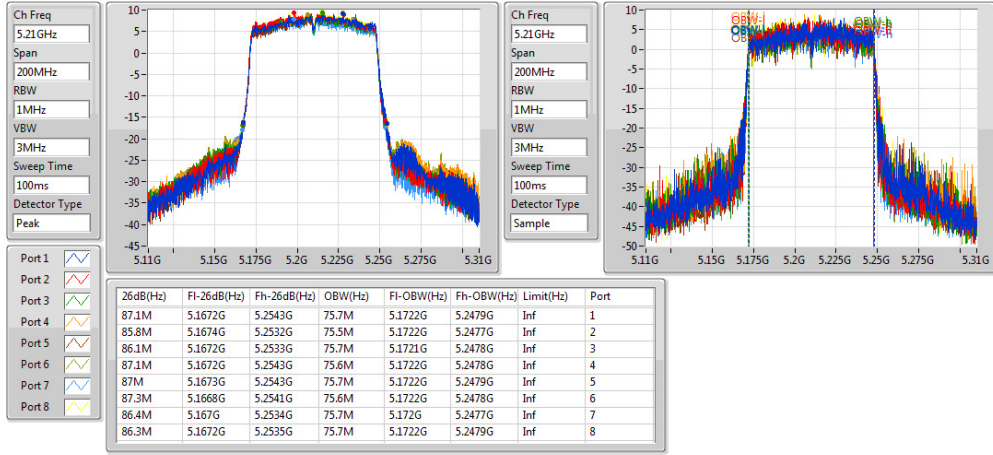 Ch Freq
5.21GHz
Span
200MHz
RBW
1MHz
VBW
3MHz
Sweep Time
100ms
Detector Type
Peak
15
10
5
0
-5
-10
-15
-20
-25
-30
-35
-40
-45
5.11G 5.15G 5.175G 5.2G 5.225G 5.25G 5.275G 5.31G
Ch Freq
5.21GHz
Span
200MHz
RBW
1MHz
VBW
3MHz
Sweep Time
100ms
Detector Type
Sample
10
5
0
-5
-10
-15
-20
-25
-30
-35
-40
-45
-50
5.11G 5.15G 5.175G 5.2G 5.225G 5.25G 5.275G 5.31G
Port 1
Port 2
Port 3
Port 4
Port 5
Port 6
Port 7
Port 8
26dB(Hz) Fl-26dB(Hz) Fh-26dB(Hz) OBW(Hz) Fl-OBW(Hz) Fh-OBW(Hz) Limit(Hz) Port
87.1M 5.1672G 5.2543G 75.7M 5.1722G 5.2479G Inf 1
85.8M 5.1674G 5.2532G 75.5M 5.1722G 5.2477G Inf 2
86.1M 5.1672G 5.2533G 75.7M 5.1721G 5.2478G Inf 3
87.1M 5.1672G 5.2543G 75.6M 5.1722G 5.2478G Inf 4
87M 5.1673G 5.2543G 75.7M 5.1722G 5.2479G Inf 5
87.3M 5.1668G 5.2541G 75.6M 5.1722G 5.2478G Inf 6
86.4M 5.167G 5.2534G 75.7M 5.172G 5.2477G Inf 7
86.3M 5.1672G 5.2535G 75.7M 5.1722G 5.2479G Inf 8